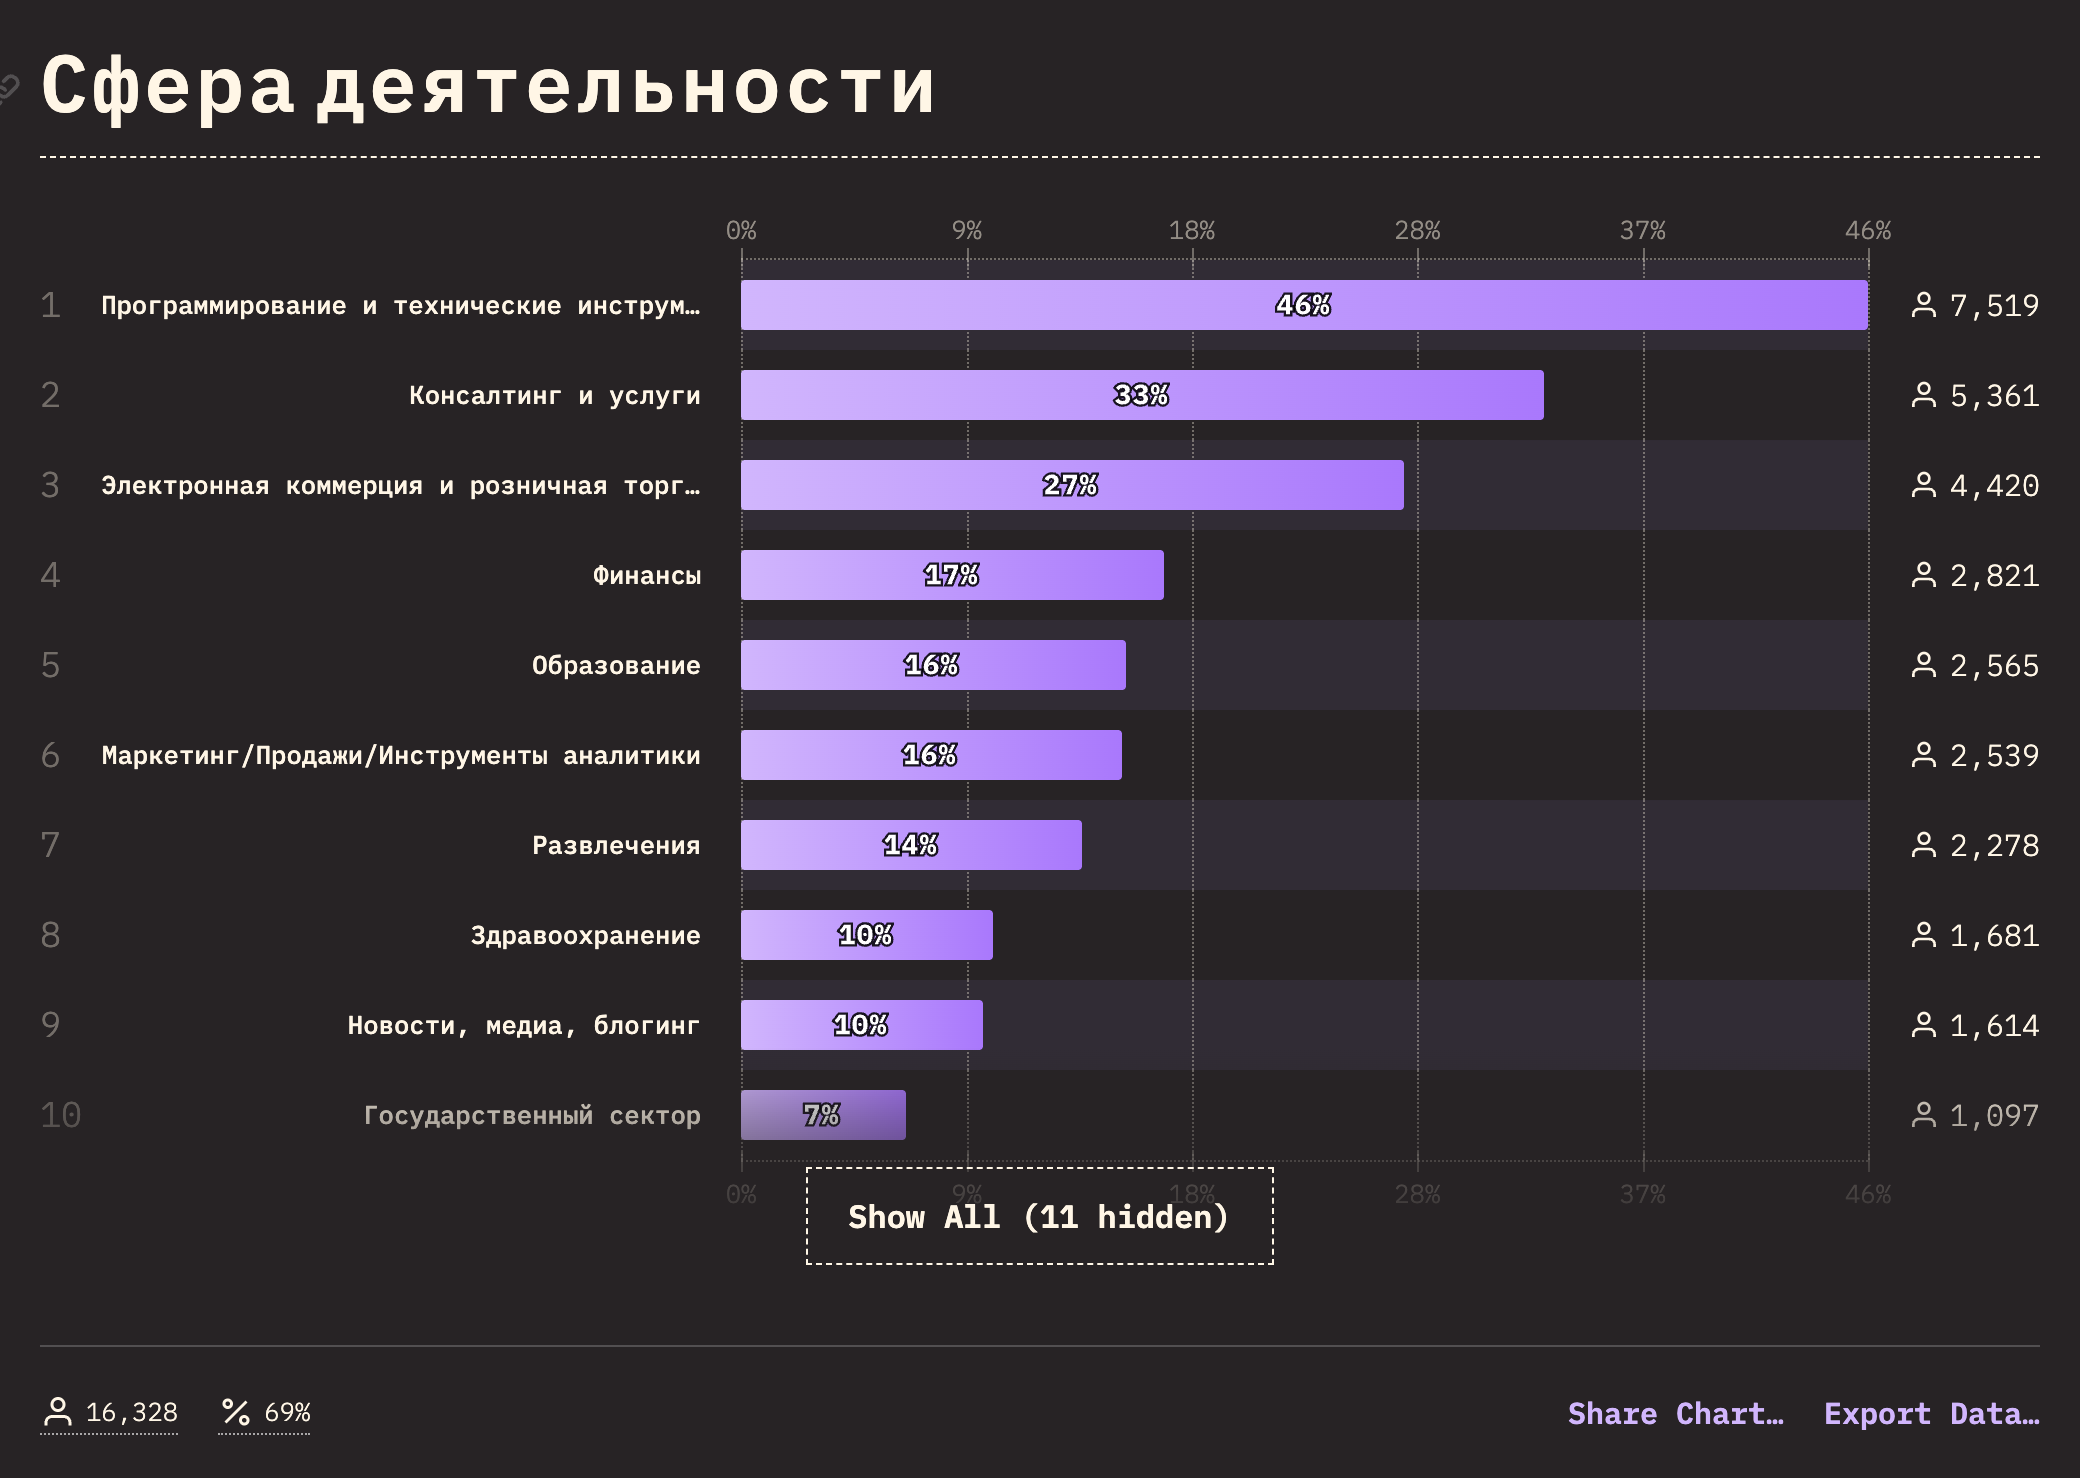 Сфера деятельности
0% 9% 18% 28% 37% 46%
1 Программирование и технические инструм… 46% 7,519
2 Консалтинг и услуги 33% 5,361
3 Электронная коммерция и розничная торг… 27% 4,420
4 Финансы 17% 2,821
5 Образование 16% 2,565
6 Маркетинг/Продажи/Инструменты аналитики 16% 2,539
7 Развлечения 14% 2,278
8 Здравоохранение 10% 1,681
9 Новости, медиа, блогинг 10% 1,614
10 Государственный сектор 7% 1,097
0% 9% 18% 28% 37% 46%
Show All (11 hidden)
16,328 % 69% Share Chart… Export Data…